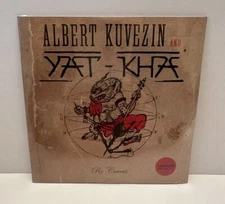 ALBERT KUVEZIN AND
YAT-KHA
Re-Covers